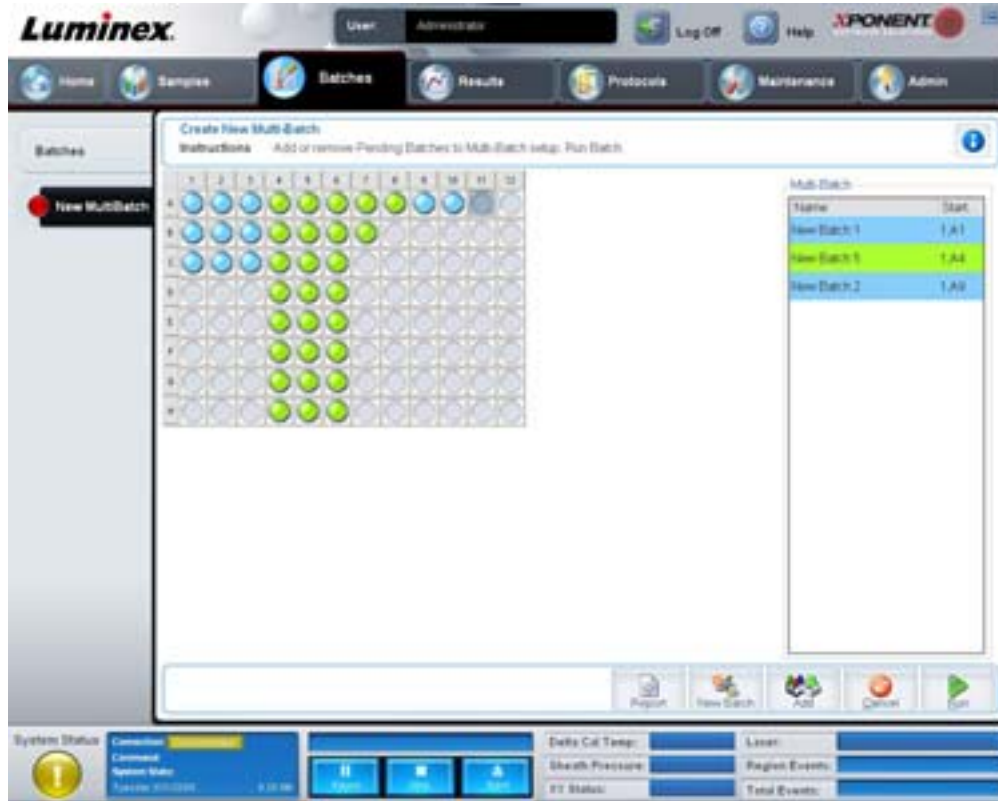 Luminex.
User: Administrator
Log Off
Help
XPONENT
Home
Samples
Batches
Results
Protocols
Maintenance
Admin
Batches
New MultiBatch
Create New Multi-Batch
Instructions Add or remove Pending Batches to Multi-Batch setup. Run Batch.
1 2 3 4 5 6 7 8 9 10 11 12
A
B
C
D
E
F
G
H
Multi-Batch
Name Start
New Batch 1 1,A1
New Batch 5 1,A4
New Batch 2 1,A9
Report
New Batch
Add
Cancel
Run
System Status
Connection:
Command:
System State:
Delta Cal Temp:
Laser:
Sheath Pressure:
Region Events:
XY Status:
Total Events: